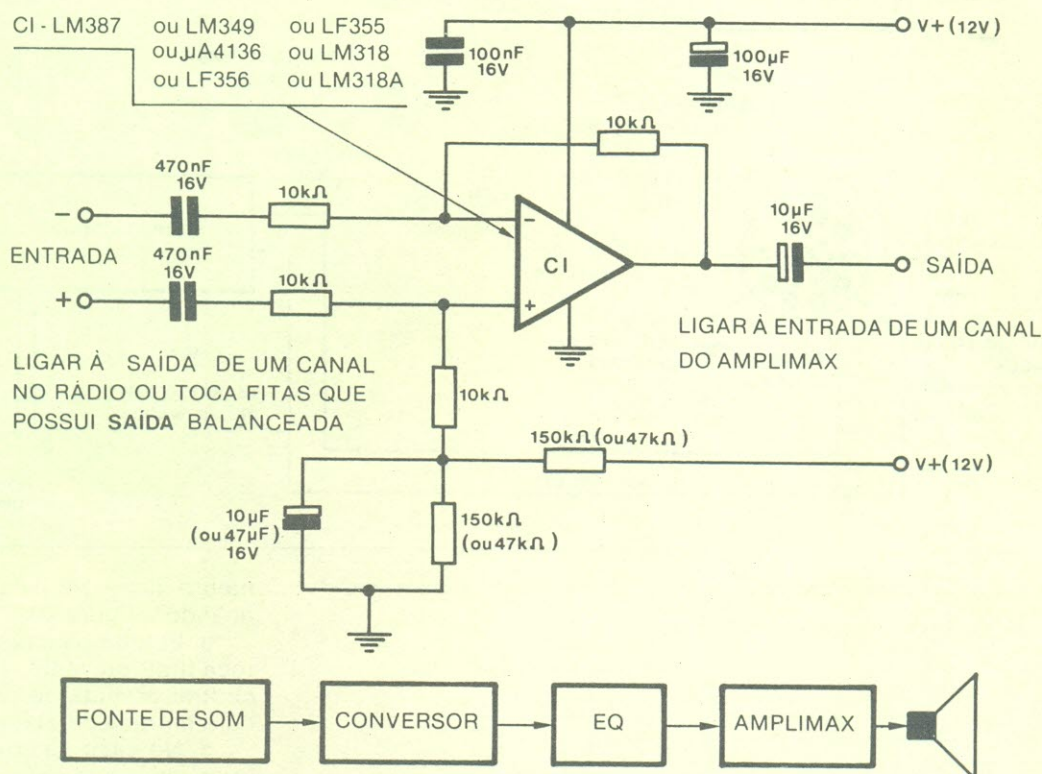 CI - LM387 ou LM349 ou LF355
ou µA4136 ou LM318
ou LF356 ou LM318A
100nF
16V
100µF
16V
V+ (12V)
10kΩ
470nF
16V
10kΩ
−
ENTRADA
470nF
16V
10kΩ
+
−
CI
+
10µF
16V
SAÍDA
LIGAR À ENTRADA DE UM CANAL
DO AMPLIMAX
LIGAR À SAÍDA DE UM CANAL
NO RÁDIO OU TOCA FITAS QUE
POSSUI SAÍDA BALANCEADA
10kΩ
150kΩ (ou 47kΩ)
V+ (12V)
10µF
(ou 47µF)
16V
150kΩ
(ou 47kΩ)
FONTE DE SOM
CONVERSOR
EQ
AMPLIMAX